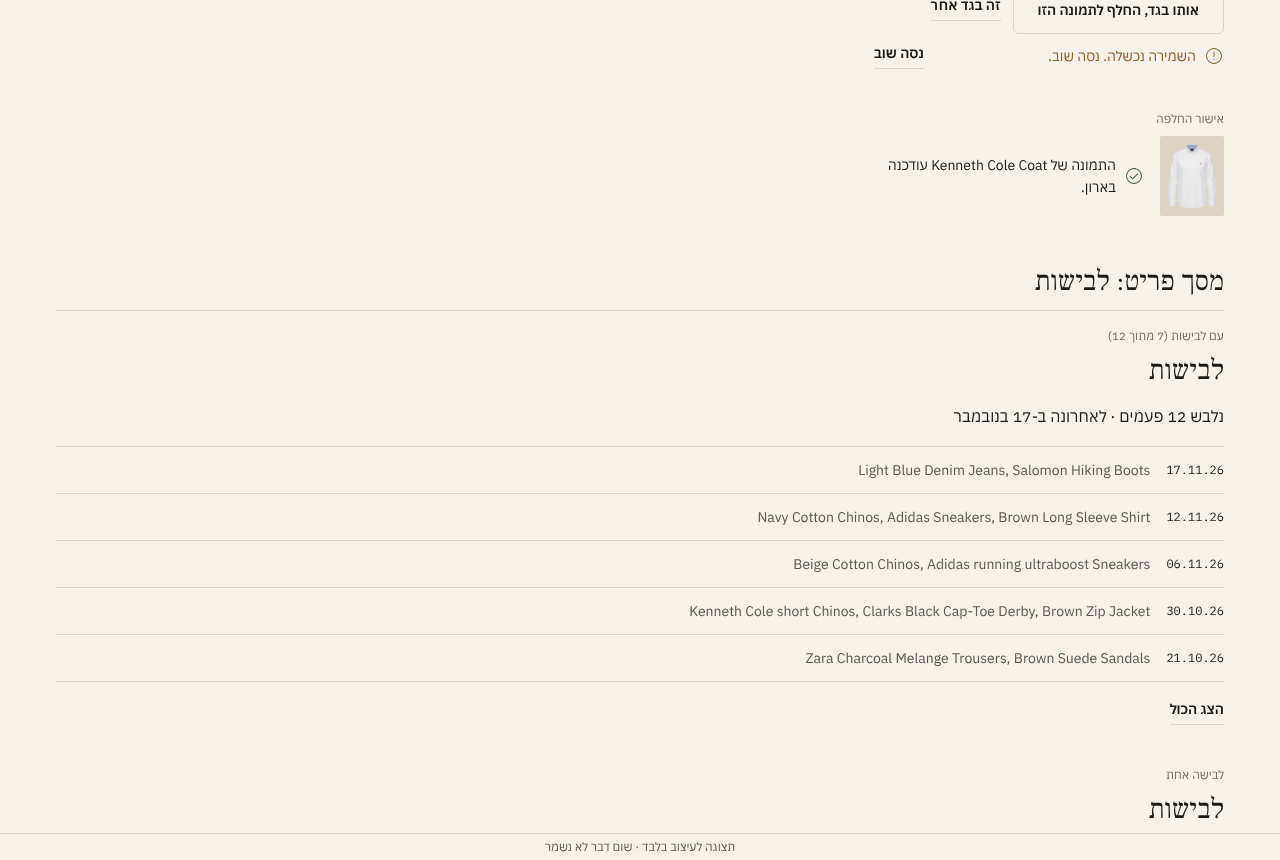 אותו בגד, החלף לתמונה הזו
זה בגד אחר
השמירה נכשלה. נסה שוב.
נסה שוב
אישור החלפה
התמונה של Kenneth Cole Coat עודכנה
בארון.
מסך פריט: לבישות
עם לבישות (7 מתוך 12)
לבישות
נלבש 12 פעמים · לאחרונה ב-17 בנובמבר
17.11.26 Light Blue Denim Jeans, Salomon Hiking Boots
12.11.26 Navy Cotton Chinos, Adidas Sneakers, Brown Long Sleeve Shirt
06.11.26 Beige Cotton Chinos, Adidas running ultraboost Sneakers
30.10.26 Kenneth Cole short Chinos, Clarks Black Cap-Toe Derby, Brown Zip Jacket
21.10.26 Zara Charcoal Melange Trousers, Brown Suede Sandals
הצג הכול
לבישה אחת
לבישות
תצוגה לעיצוב בלבד · שום דבר לא נשמר